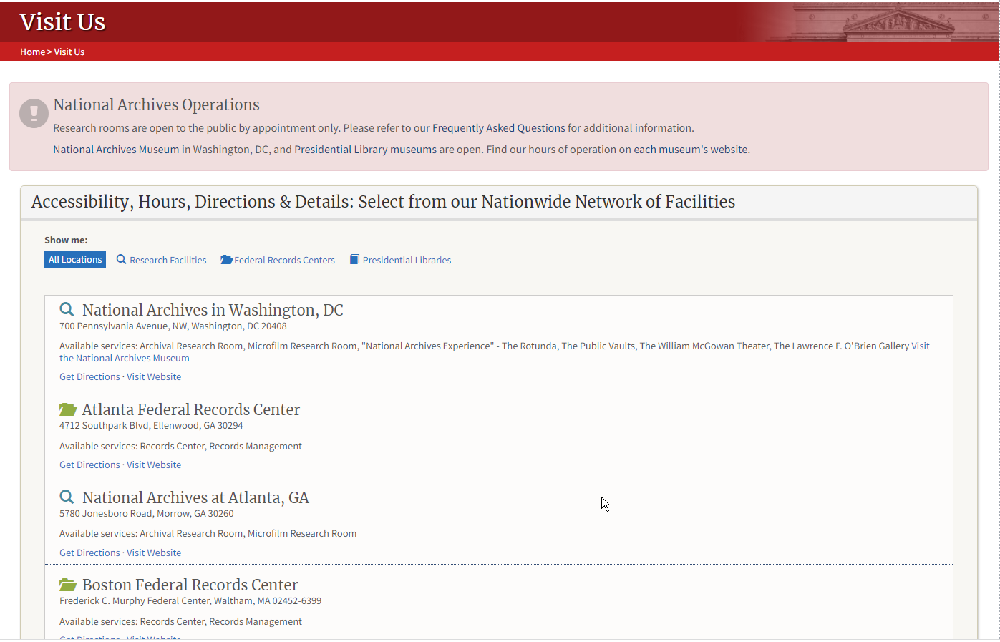 Visit Us
Home > Visit Us
National Archives Operations
Research rooms are open to the public by appointment only. Please refer to our Frequently Asked Questions for additional information.
National Archives Museum in Washington, DC, and Presidential Library museums are open. Find our hours of operation on each museum's website.
Accessibility, Hours, Directions & Details: Select from our Nationwide Network of Facilities
Show me:
All Locations Research Facilities Federal Records Centers Presidential Libraries
National Archives in Washington, DC
700 Pennsylvania Avenue, NW, Washington, DC 20408
Available services: Archival Research Room, Microfilm Research Room, "National Archives Experience" - The Rotunda, The Public Vaults, The William McGowan Theater, The Lawrence F. O'Brien Gallery Visit
the National Archives Museum
Get Directions · Visit Website
Atlanta Federal Records Center
4712 Southpark Blvd, Ellenwood, GA 30294
Available services: Records Center, Records Management
Get Directions · Visit Website
National Archives at Atlanta, GA
5780 Jonesboro Road, Morrow, GA 30260
Available services: Archival Research Room, Microfilm Research Room
Get Directions · Visit Website
Boston Federal Records Center
Frederick C. Murphy Federal Center, Waltham, MA 02452-6399
Available services: Records Center, Records Management
Get Directions · Visit Website